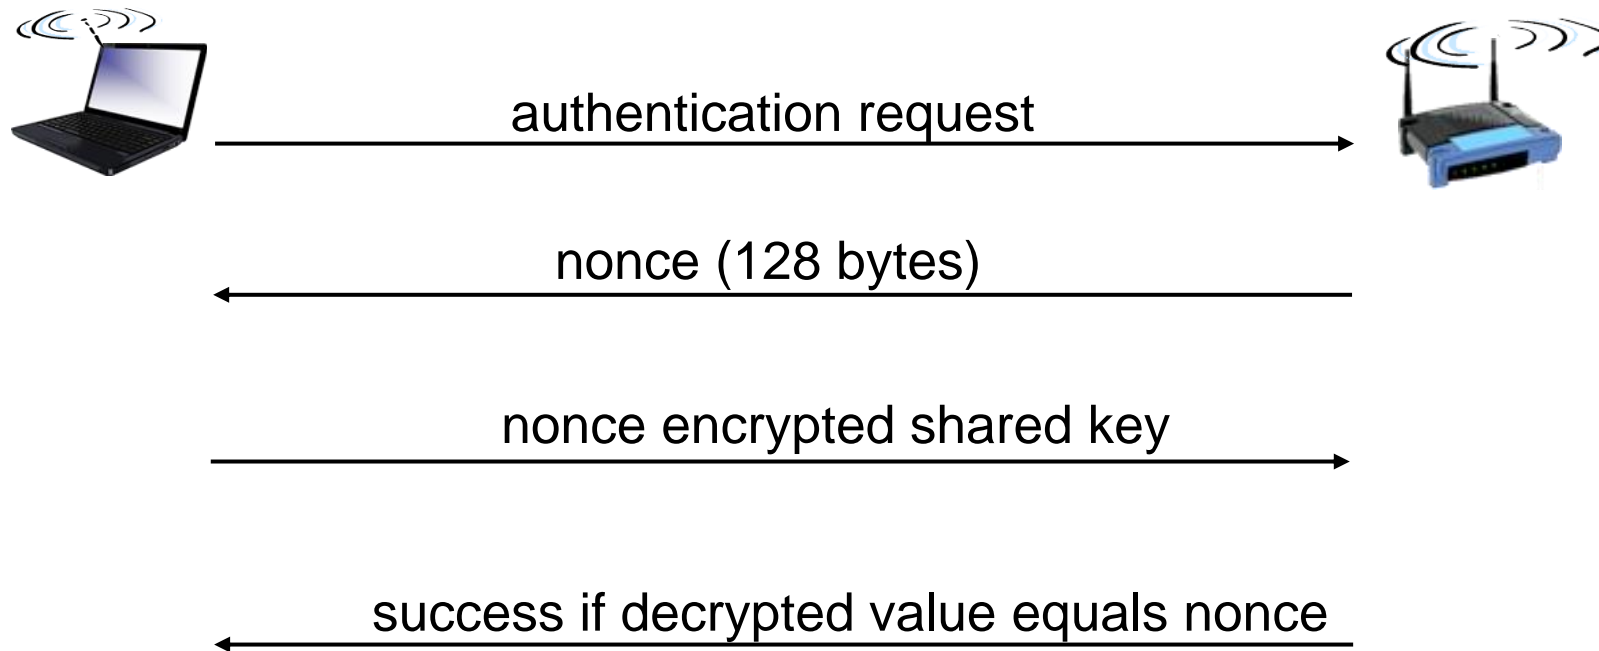 authentication request
nonce (128 bytes)
nonce encrypted shared key
success if decrypted value equals nonce